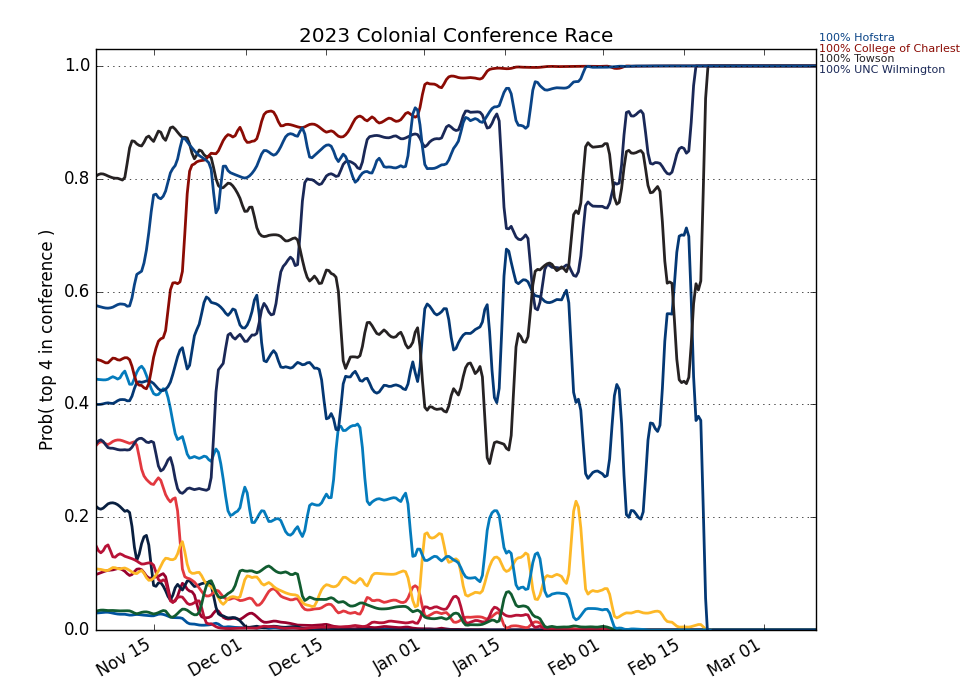 2023 Colonial Conference Race
100% Hofstra
100% College of Charlest
100% Towson
100% UNC Wilmington
Prob( top 4 in conference )
1.0
0.8
0.6
0.4
0.2
0.0
Nov 15
Dec 01
Dec 15
Jan 01
Jan 15
Feb 01
Feb 15
Mar 01